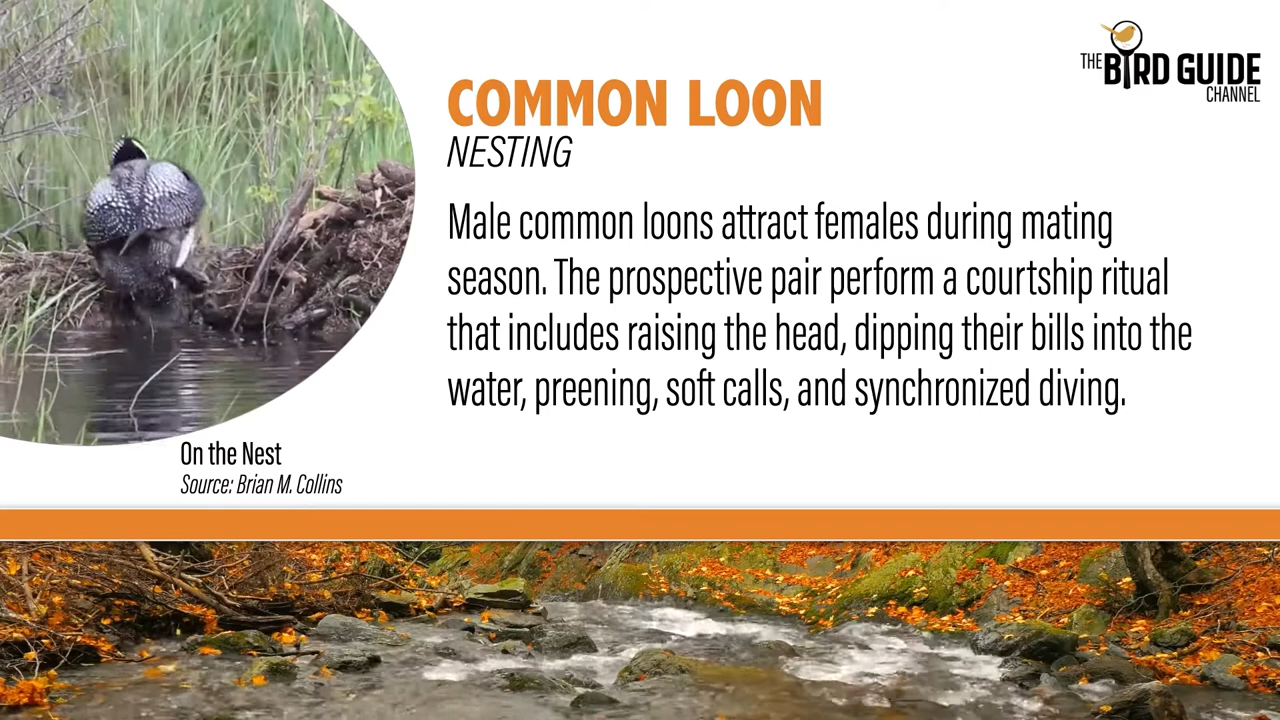 THE BIRD GUIDE
CHANNEL
COMMON LOON
NESTING
Male common loons attract females during mating
season. The prospective pair perform a courtship ritual
that includes raising the head, dipping their bills into the
water, preening, soft calls, and synchronized diving.
On the Nest
Source: Brian M. Collins